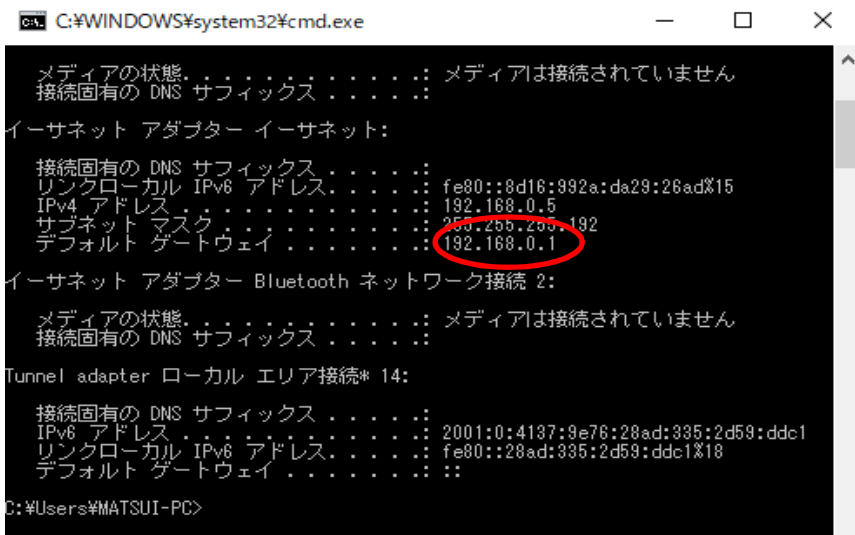 C:¥WINDOWS¥system32¥cmd.exe
メディアの状態. . . . . . . . . . . .: メディアは接続されていません
接続固有の DNS サフィックス . . . . .:
イーサネット アダプター イーサネット:
接続固有の DNS サフィックス . . . . .:
リンクローカル IPv6 アドレス. . . . .: fe80::8d16:992a:da29:26ad%15
IPv4 アドレス . . . . . . . . . . . .: 192.168.0.5
サブネット マスク . . . . . . . . . .: 255.255.255.192
デフォルト ゲートウェイ . . . . . . .: 192.168.0.1
イーサネット アダプター Bluetooth ネットワーク接続 2:
メディアの状態. . . . . . . . . . . .: メディアは接続されていません
接続固有の DNS サフィックス . . . . .:
Tunnel adapter ローカル エリア接続* 14:
接続固有の DNS サフィックス . . . . .:
IPv6 アドレス . . . . . . . . . . . .: 2001:0:4137:9e76:28ad:335:2d59:ddc1
リンクローカル IPv6 アドレス. . . . .: fe80::28ad:335:2d59:ddc1%18
デフォルト ゲートウェイ . . . . . . .: ::
C:¥Users¥MATSUI-PC>